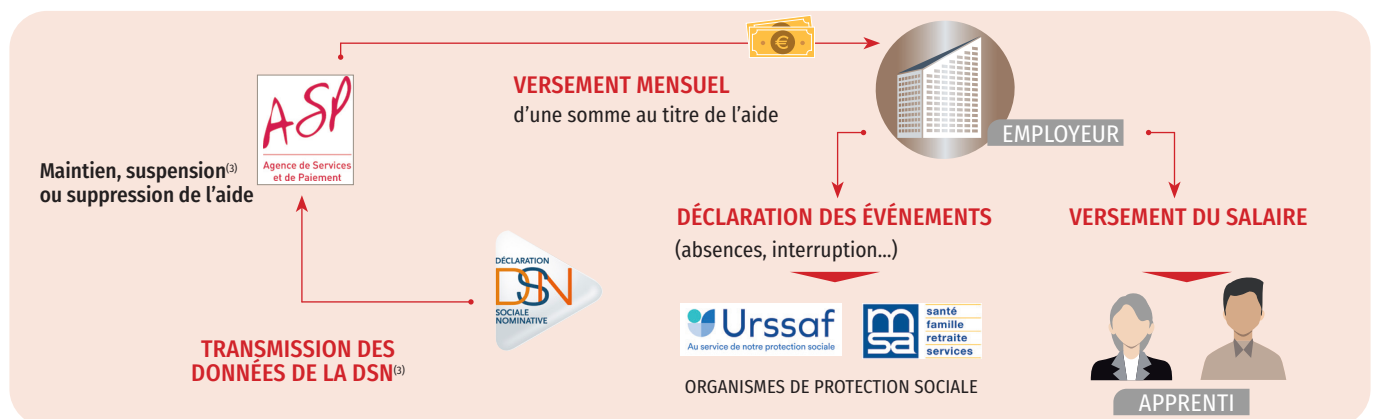 VERSEMENT MENSUEL
d'une somme au titre de l'aide
ASP
Agence de Services
et de Paiement
Maintien, suspension(3)
ou suppression de l'aide
EMPLOYEUR
DÉCLARATION DES ÉVÉNEMENTS
(absences, interruption...)
VERSEMENT DU SALAIRE
DÉCLARATION
DSN
SOCIALE
NOMINATIVE
TRANSMISSION DES
DONNÉES DE LA DSN(3)
Urssaf
Au service de notre protection sociale
msa
santé
famille
retraite
services
ORGANISMES DE PROTECTION SOCIALE
APPRENTI